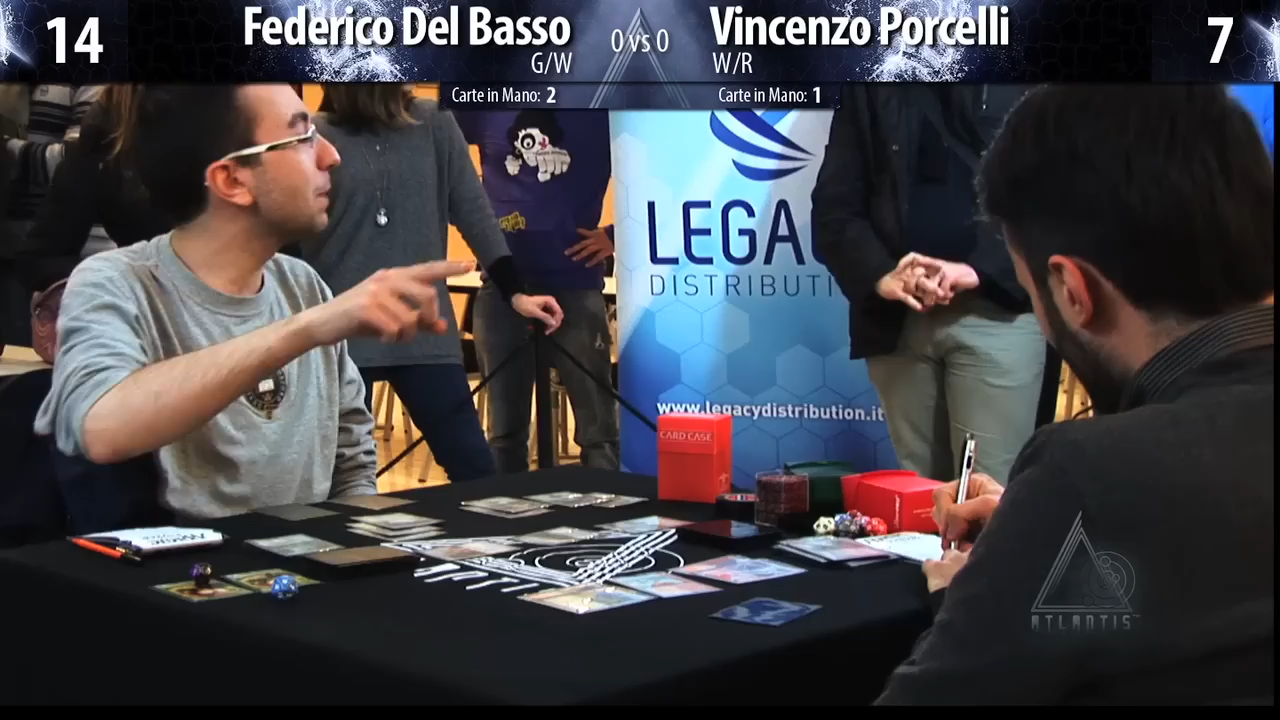 14
Federico Del Basso
G/W
0 vs 0
Vincenzo Porcelli
W/R
7
Carte in Mano: 2
Carte in Mano: 1
LEGA
DISTRIBUTI
www.legacydistribution.it
CARD CASE
ATLANTIS